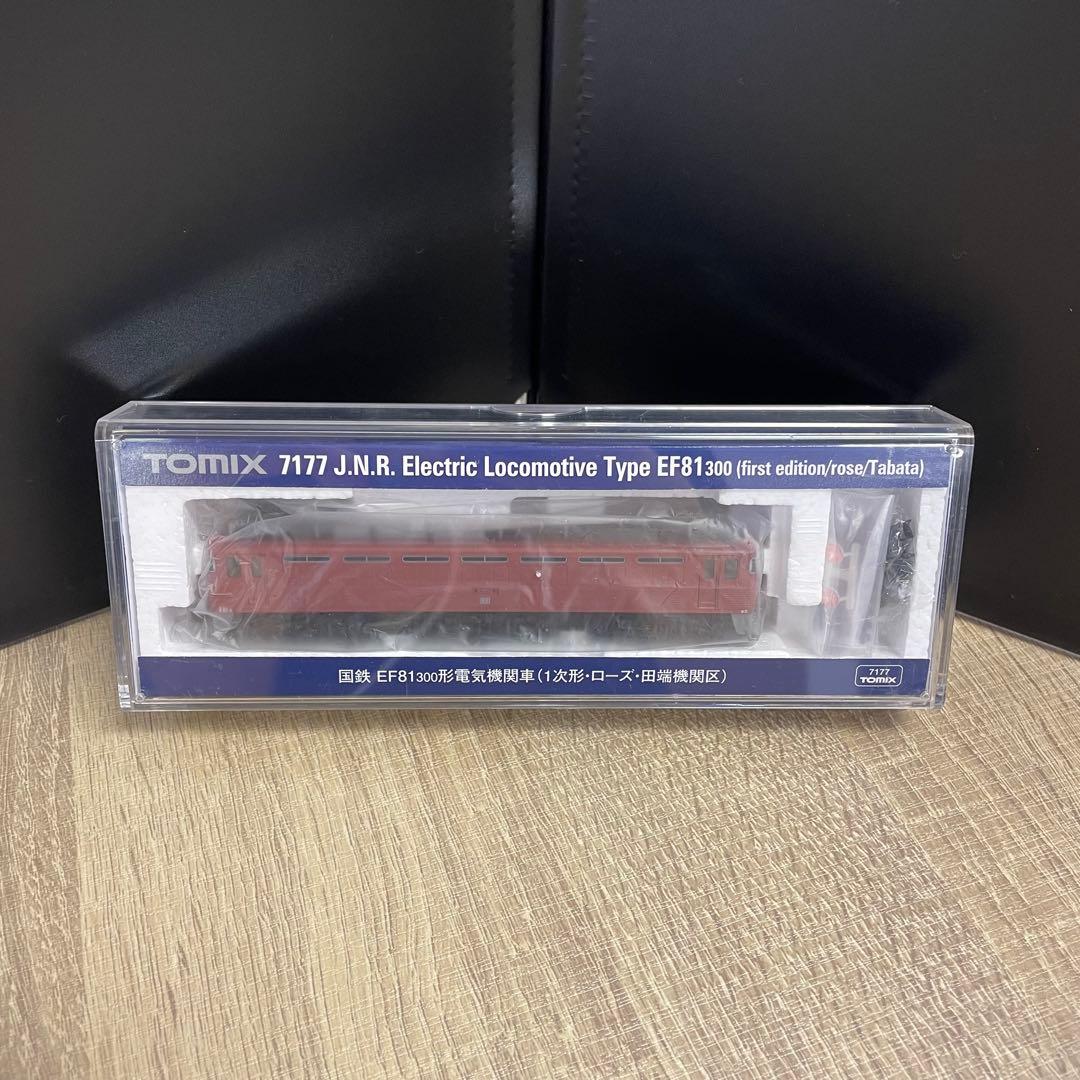 TOMIX 7177 J.N.R. Electric Locomotive Type EF81300 (first edition/rose/Tabata)
国鉄 EF81300形電気機関車(1次形・ローズ・田端機関区)
7177
TOMIX